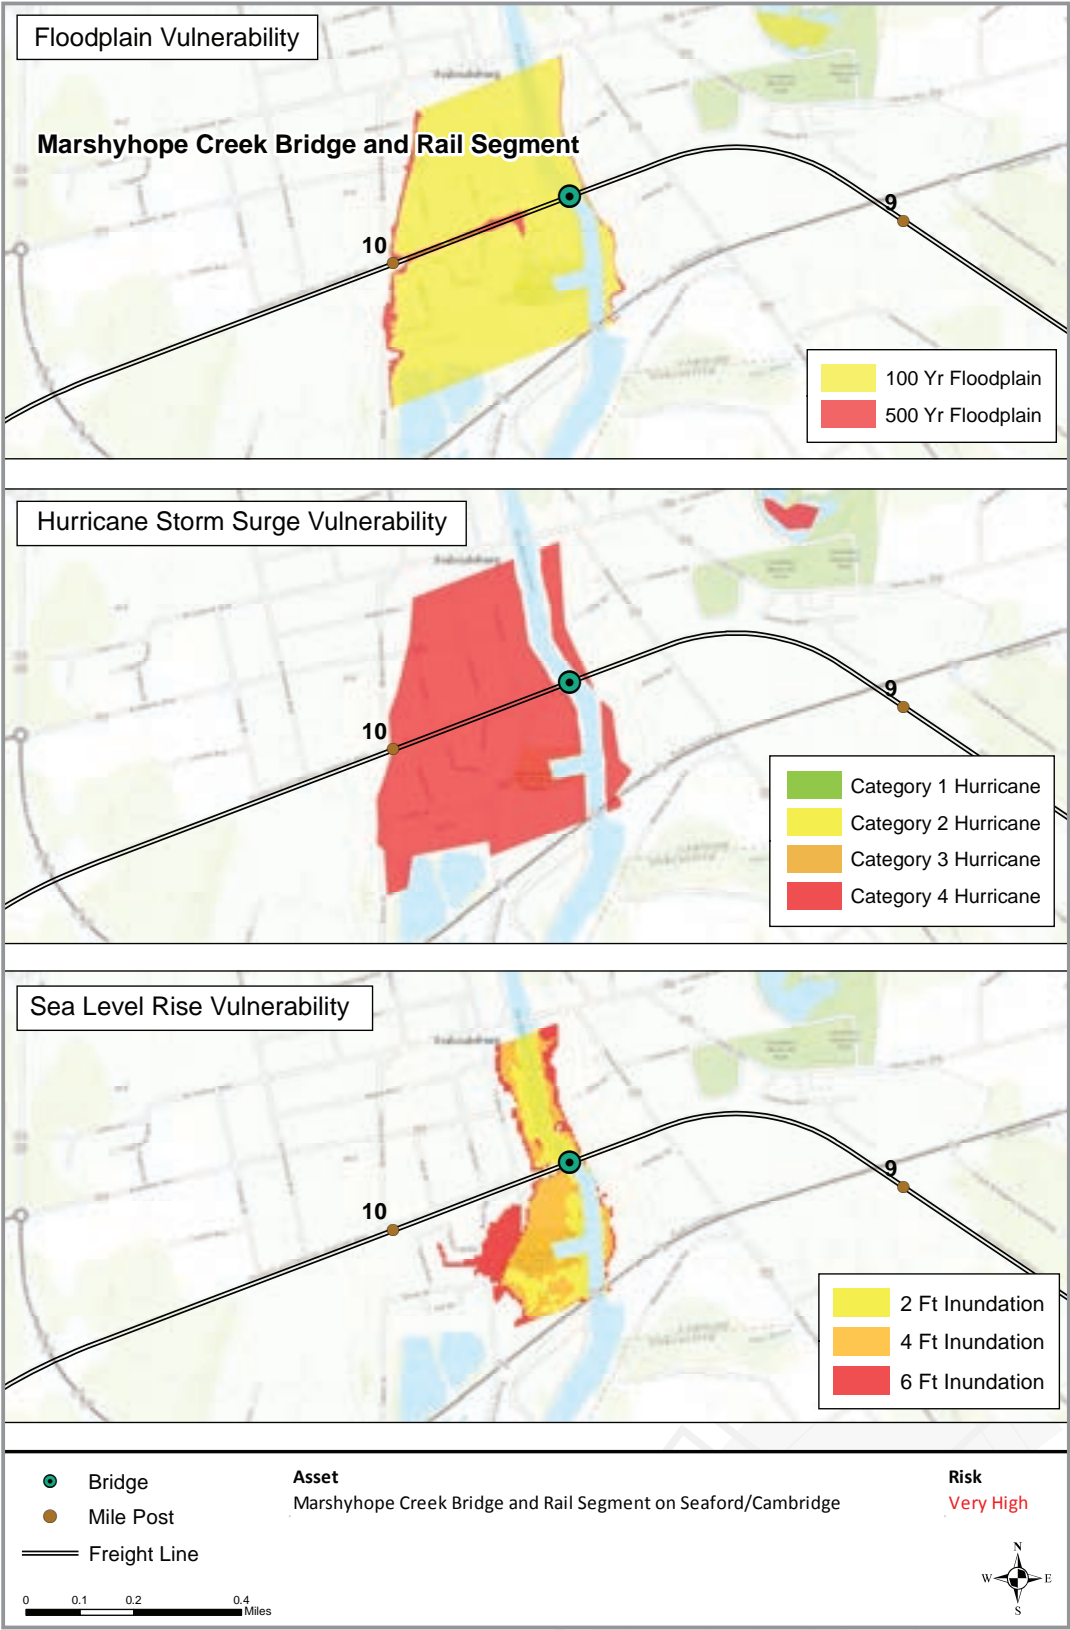 Floodplain Vulnerability
Marshyhope Creek Bridge and Rail Segment
10
9
100 Yr Floodplain
500 Yr Floodplain
Hurricane Storm Surge Vulnerability
10
9
Category 1 Hurricane
Category 2 Hurricane
Category 3 Hurricane
Category 4 Hurricane
Sea Level Rise Vulnerability
10
9
2 Ft Inundation
4 Ft Inundation
6 Ft Inundation
Bridge
Mile Post
Freight Line
0 0.1 0.2 0.4
Miles
Asset
Marshyhope Creek Bridge and Rail Segment on Seaford/Cambridge
Risk
Very High
N
W E
S